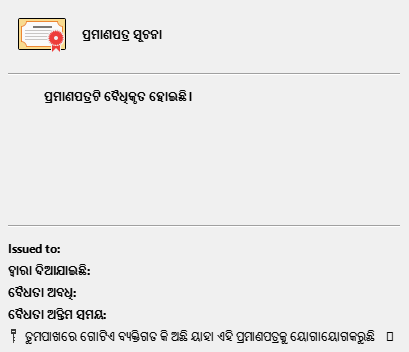 ପ୍ରମାଣପତ୍ର ସୂଚନା
ପ୍ରମାଣପତ୍ରଟି ବୈଧିକୃତ ହୋଇଛି।
Issued to:
ଦ୍ୱାରା ଦିଆଯାଇଛି:
ବୈଧତା ଅବଧି:
ବୈଧତା ଅନ୍ତିମ ସମୟ:
ତୁମପାଖରେ ଗୋଟିଏ ବ୍ୟକ୍ତିଗତ କି ଅଛି ଯାହା ଏହି ପ୍ରମାଣପତ୍ରକୁ ଯୋଗାଯୋଗକରୁଛି